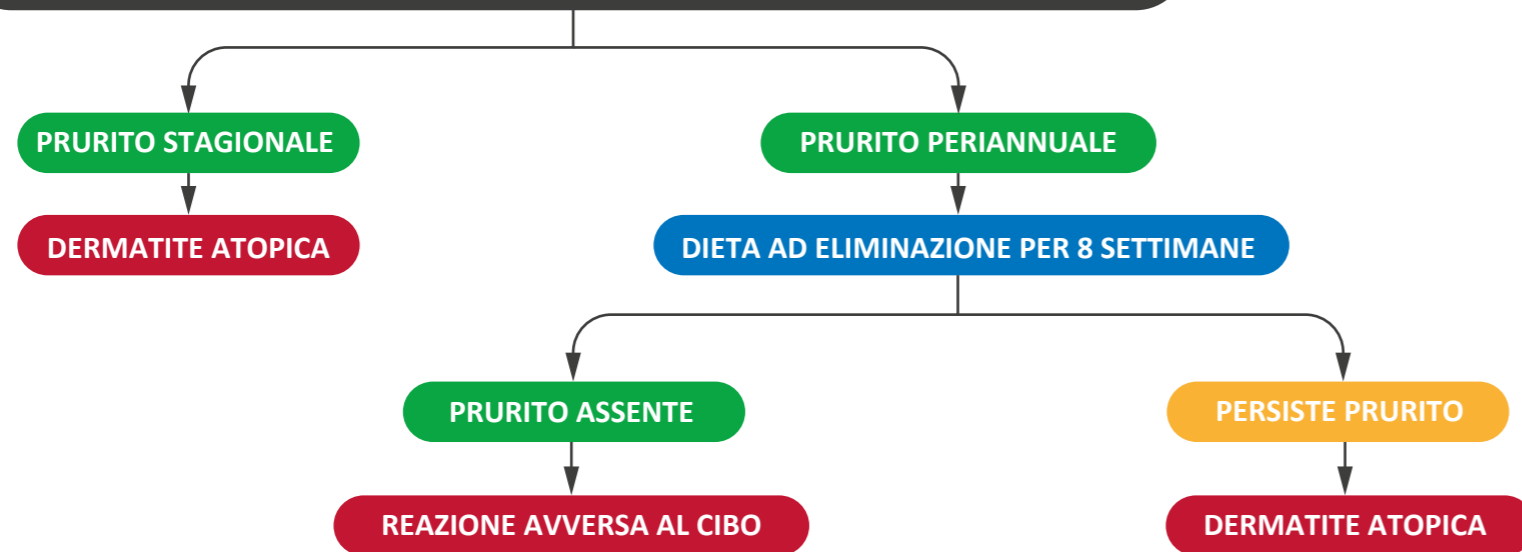 PRURITO STAGIONALE
PRURITO PERIANNUALE
DERMATITE ATOPICA
DIETA AD ELIMINAZIONE PER 8 SETTIMANE
PRURITO ASSENTE
PERSISTE PRURITO
REAZIONE AVVERSA AL CIBO
DERMATITE ATOPICA